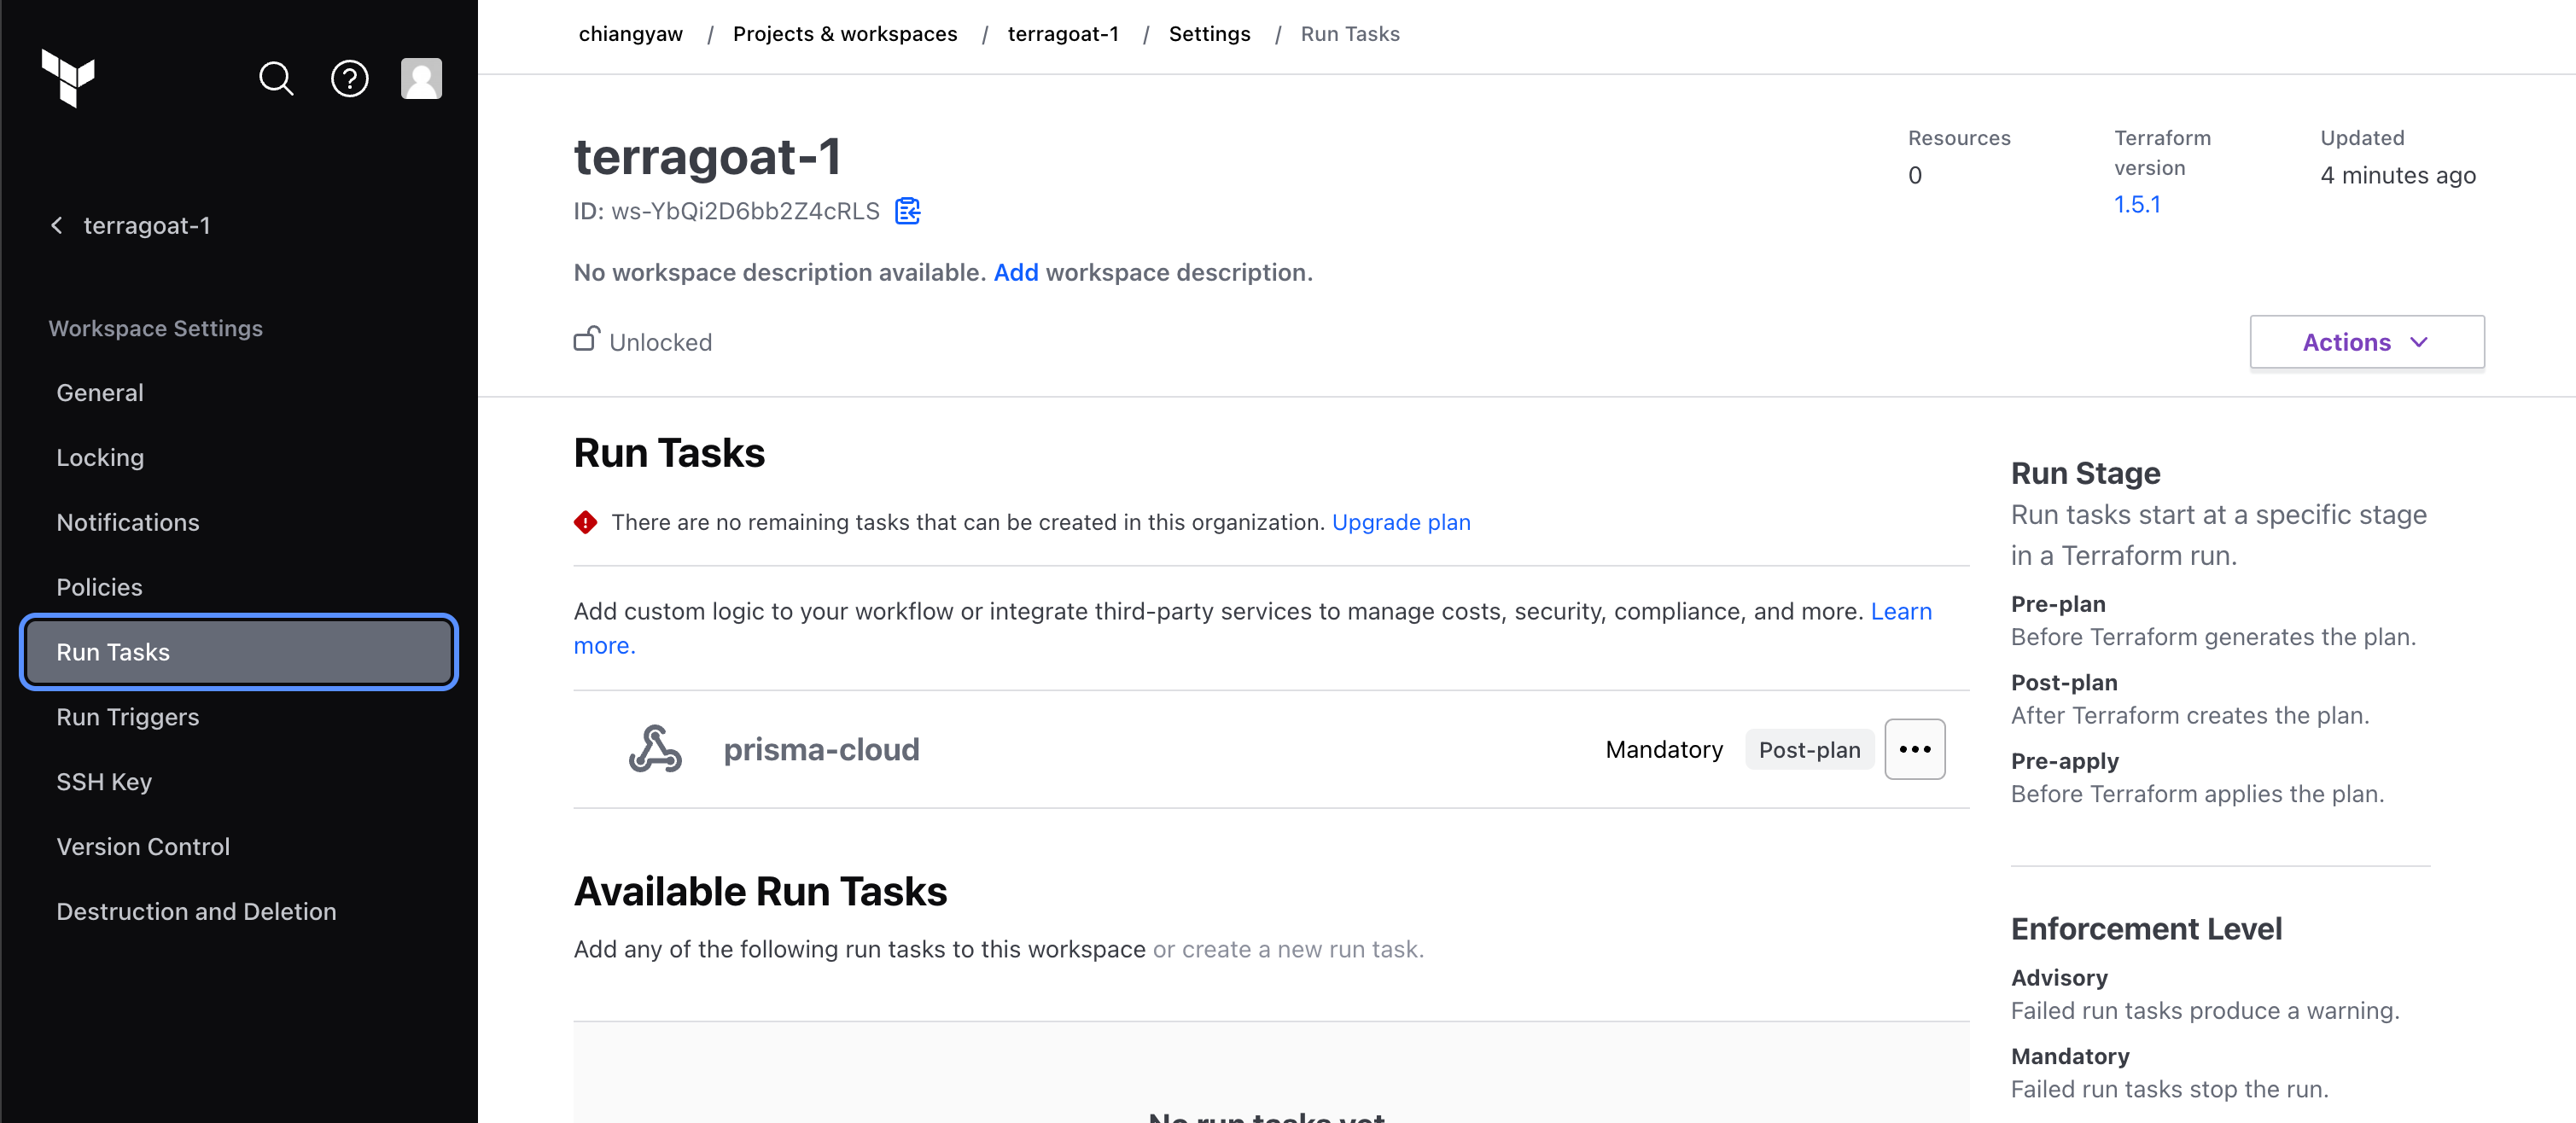 chiangyaw / Projects & workspaces / terragoat-1 / Settings / Run Tasks
terragoat-1
Workspace Settings
General
Locking
Notifications
Policies
Run Tasks
Run Triggers
SSH Key
Version Control
Destruction and Deletion
terragoat-1
ID: ws-YbQi2D6bb2Z4cRLS
No workspace description available. Add workspace description.
Unlocked
Resources
0
Terraform
version
1.5.1
Updated
4 minutes ago
Actions
Run Tasks
There are no remaining tasks that can be created in this organization. Upgrade plan
Add custom logic to your workflow or integrate third-party services to manage costs, security, compliance, and more. Learn
more.
prisma-cloud Mandatory Post-plan
Available Run Tasks
Add any of the following run tasks to this workspace or create a new run task.
No run tasks yet
Run Stage
Run tasks start at a specific stage
in a Terraform run.
Pre-plan
Before Terraform generates the plan.
Post-plan
After Terraform creates the plan.
Pre-apply
Before Terraform applies the plan.
Enforcement Level
Advisory
Failed run tasks produce a warning.
Mandatory
Failed run tasks stop the run.